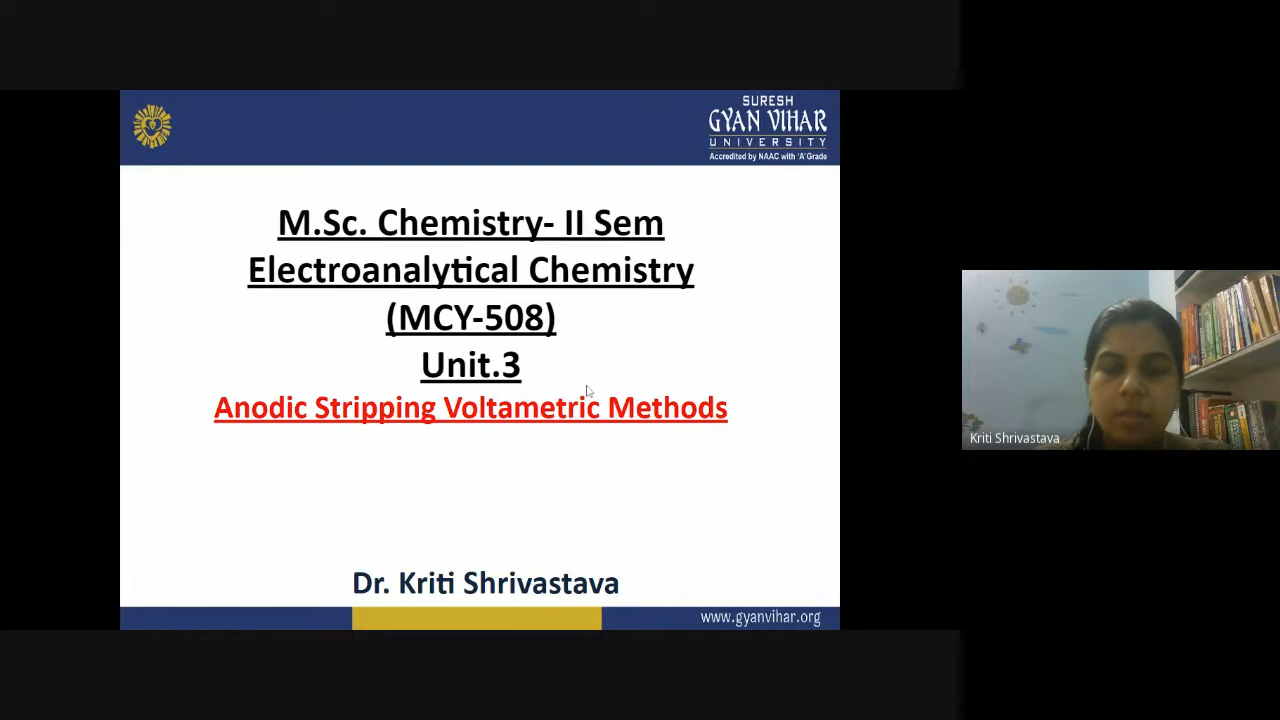 SURESH
GYAN VIHAR
UNIVERSITY
Accredited by NAAC with 'A' Grade
M.Sc. Chemistry- II Sem
Electroanalytical Chemistry
(MCY-508)
Unit.3
Anodic Stripping Voltametric Methods
Kriti Shrivastava
Dr. Kriti Shrivastava
www.gyanvihar.org